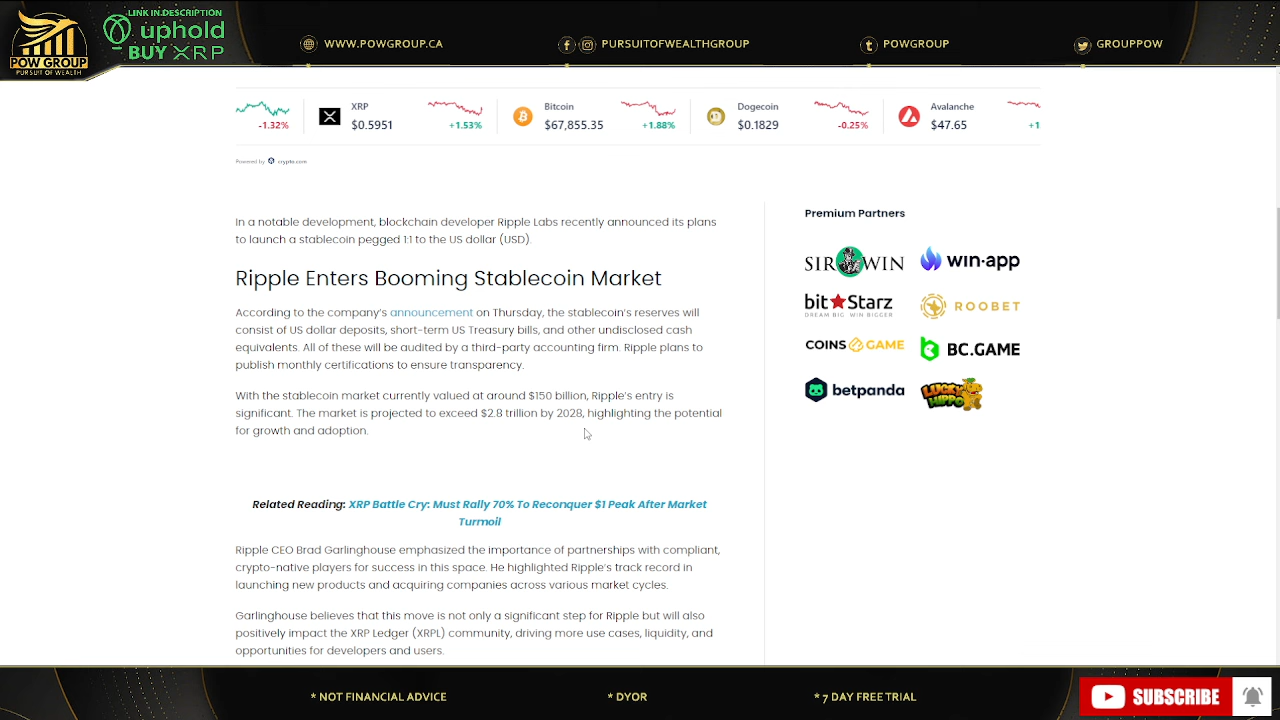 LINK IN DESCRIPTION
uphold
BUY XRP
POW GROUP
PURSUIT OF WEALTH
WWW.POWGROUP.CA
PURSUITOFWEALTHGROUP
POWGROUP
GROUPPOW
-1.32%
XRP
$0.5951
+1.53%
Bitcoin
$67,855.35
+1.88%
Dogecoin
$0.1829
-0.25%
Avalanche
$47.65
+1
Powered by crypto.com
In a notable development, blockchain developer Ripple Labs recently announced its plans
to launch a stablecoin pegged 1:1 to the US dollar (USD).
Ripple Enters Booming Stablecoin Market
According to the company's announcement on Thursday, the stablecoin's reserves will
consist of US dollar deposits, short-term US Treasury bills, and other undisclosed cash
equivalents. All of these will be audited by a third-party accounting firm. Ripple plans to
publish monthly certifications to ensure transparency.
With the stablecoin market currently valued at around $150 billion, Ripple's entry is
significant. The market is projected to exceed $2.8 trillion by 2028, highlighting the potential
for growth and adoption.
Related Reading: XRP Battle Cry: Must Rally 70% To Reconquer $1 Peak After Market
Turmoil
Ripple CEO Brad Garlinghouse emphasized the importance of partnerships with compliant,
crypto-native players for success in this space. He highlighted Ripple's track record in
launching new products and acquiring companies across various market cycles.
Garlinghouse believes that this move is not only a significant step for Ripple but will also
positively impact the XRP Ledger (XRPL) community, driving more use cases, liquidity, and
opportunities for developers and users.
Premium Partners
SIR WIN
win·app
bitStarz
DREAM BIG. WIN BIGGER
ROOBET
COINS GAME
BC.GAME
betpanda
LUCKY HIPPO
* NOT FINANCIAL ADVICE
* DYOR
* 7 DAY FREE TRIAL
SUBSCRIBE